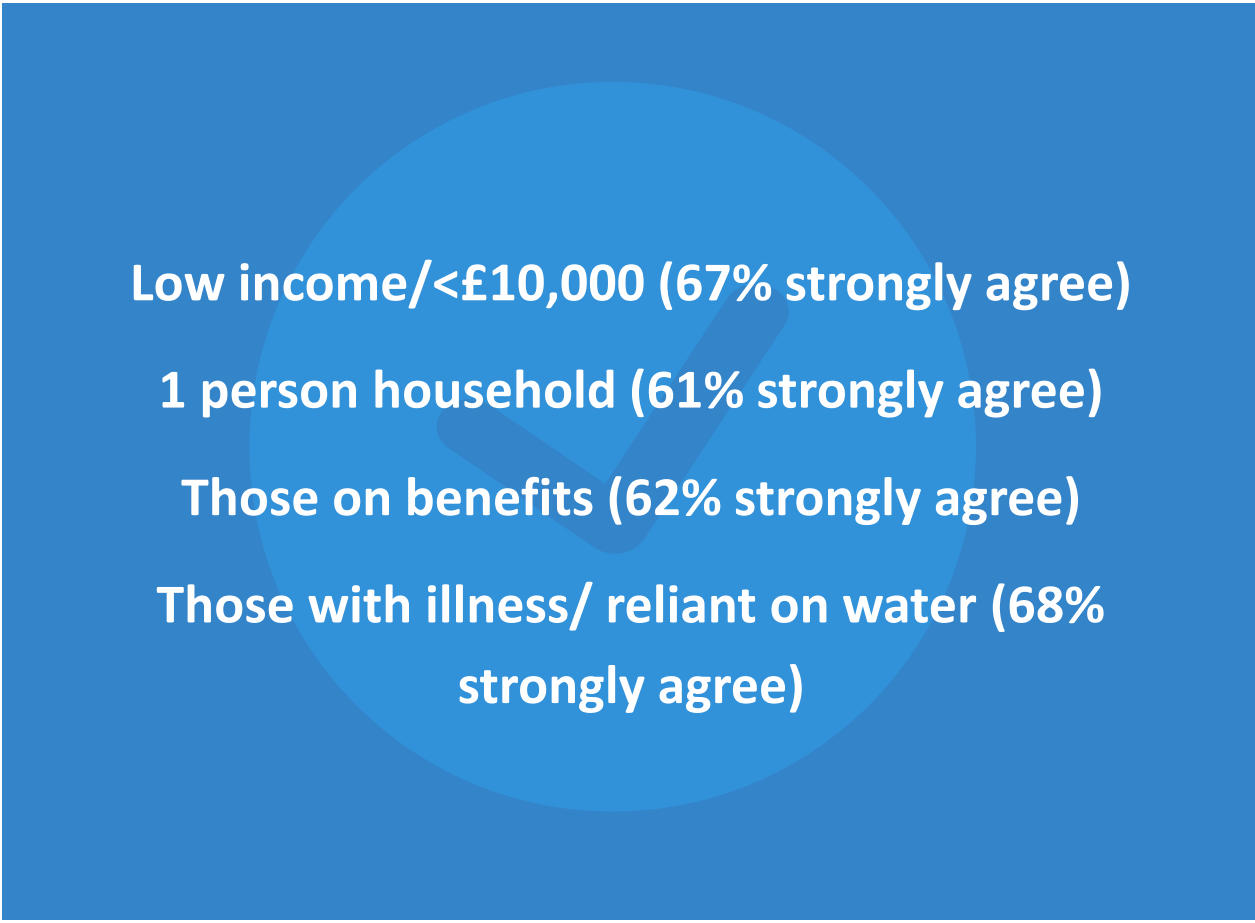 Low income/<£10,000 (67% strongly agree)
1 person household (61% strongly agree)
Those on benefits (62% strongly agree)
Those with illness/ reliant on water (68%
strongly agree)